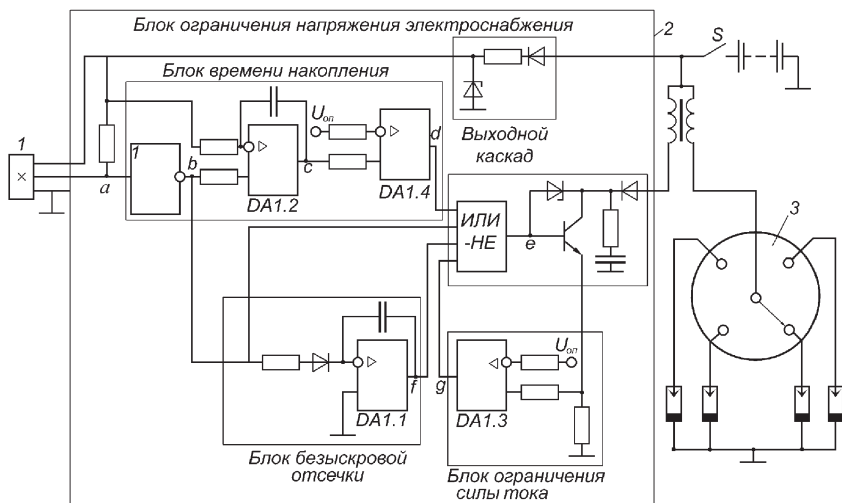 Блок ограничения напряжения электроснабжения
2
S
Блок времени накопления
Uоп
d
Выходной
каскад
1
1
b
c
×
a
DA1.2
DA1.4
ИЛИ
-НЕ
e
3
Uоп
f
g
DA1.1
DA1.3
Блок безыскровой
отсечки
Блок ограничения
силы тока